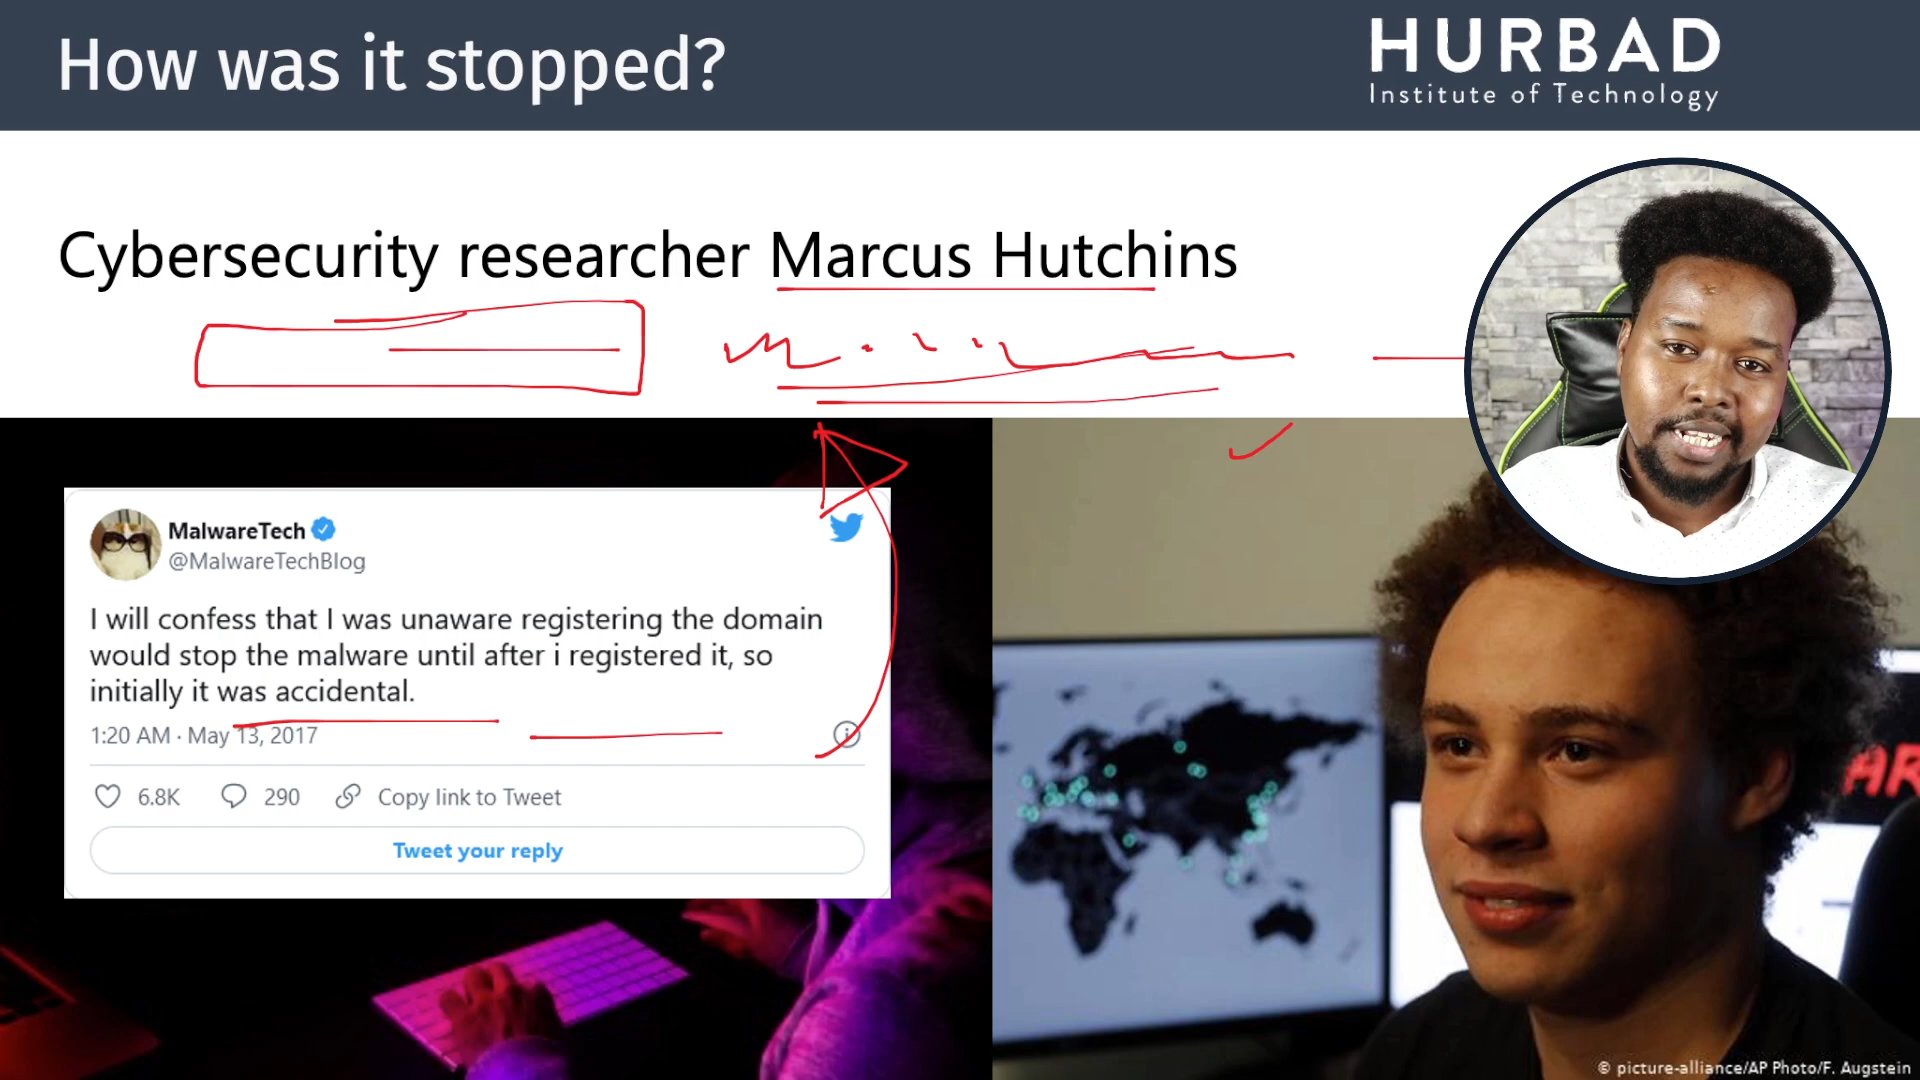 How was it stopped?
HURBAD
Institute of Technology
Cybersecurity researcher Marcus Hutchins
MalwareTech
@MalwareTechBlog
I will confess that I was unaware registering the domain
would stop the malware until after i registered it, so
initially it was accidental.
1:20 AM · May 13, 2017
6.8K 290 Copy link to Tweet
Tweet your reply
AR
© picture-alliance/AP Photo/F. Augstein